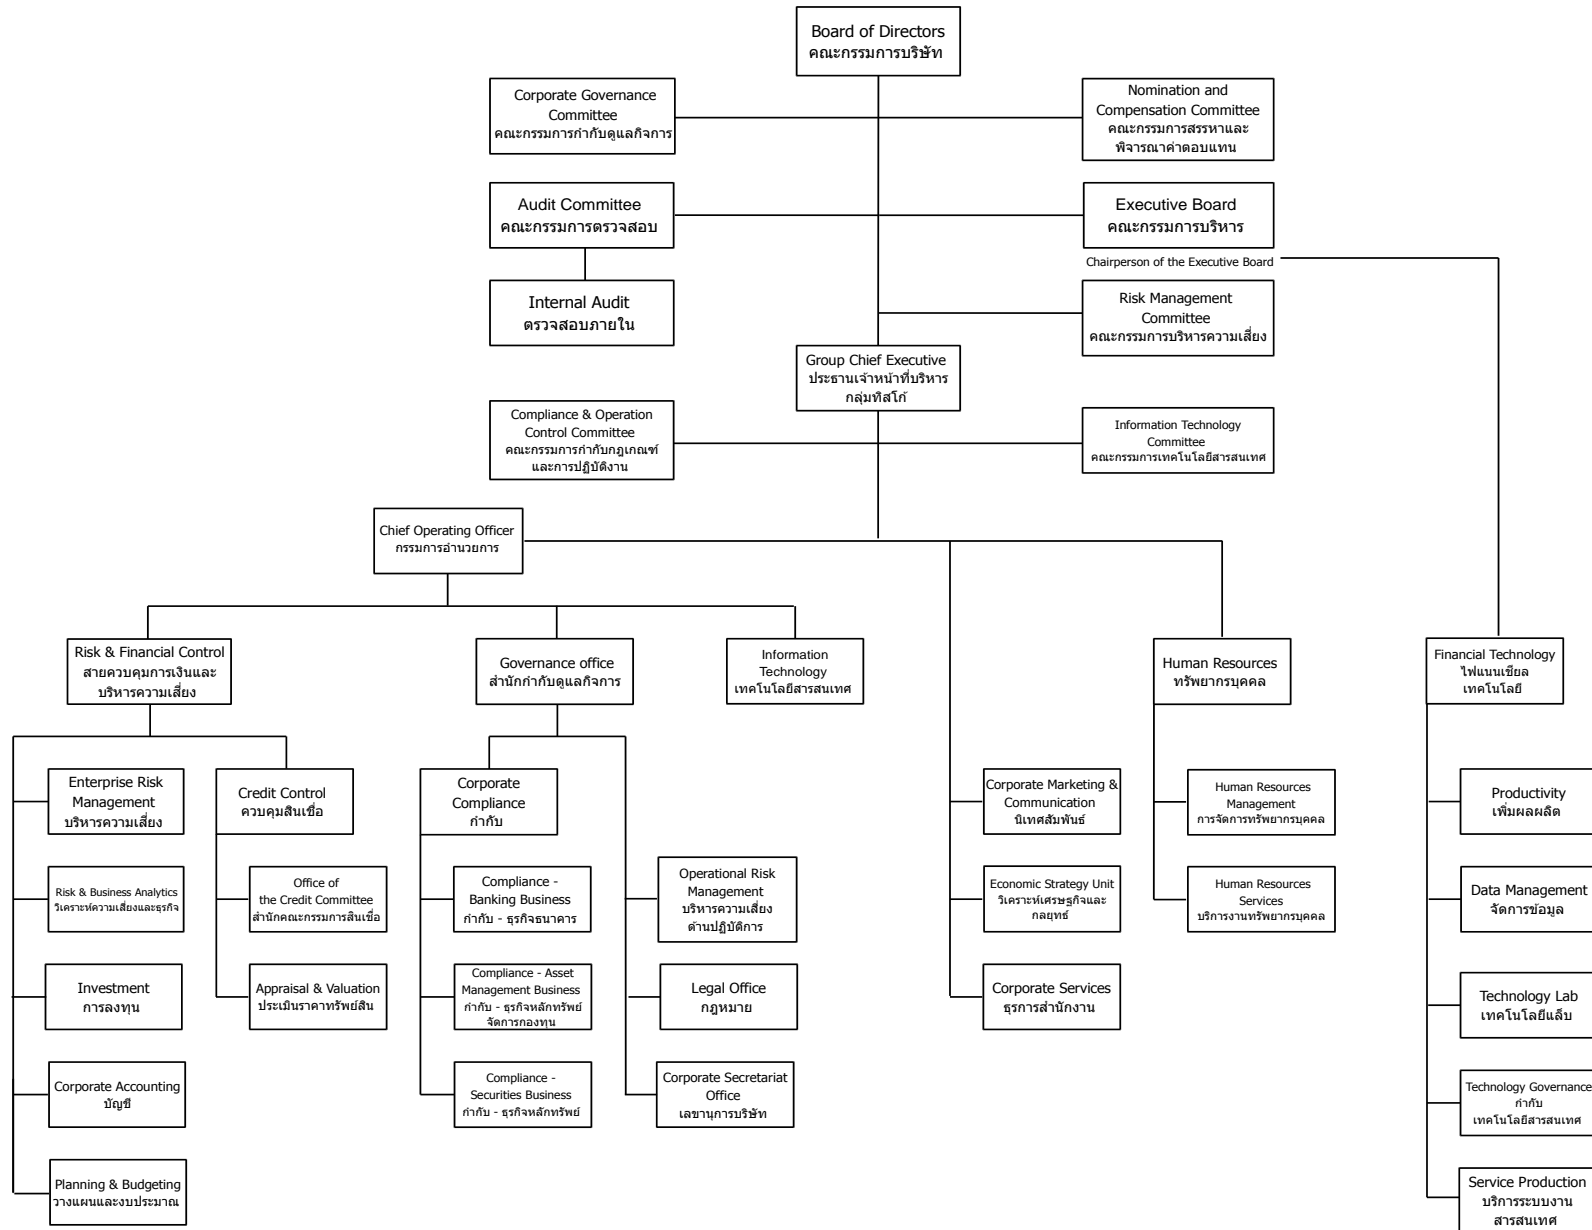 Board of Directors
คณะกรรมการบริษัท
Corporate Governance
Committee
คณะกรรมการกำกับดูแลกิจการ
Nomination and
Compensation Committee
คณะกรรมการสรรหาและ
พิจารณาค่าตอบแทน
Audit Committee
คณะกรรมการตรวจสอบ
Executive Board
คณะกรรมการบริหาร
Chairperson of the Executive Board
Internal Audit
ตรวจสอบภายใน
Risk Management
Committee
คณะกรรมการบริหารความเสี่ยง
Group Chief Executive
ประธานเจ้าหน้าที่บริหาร
กลุ่มทิสโก้
Compliance & Operation
Control Committee
คณะกรรมการกำกับกฎเกณฑ์
และการปฏิบัติงาน
Information Technology
Committee
คณะกรรมการเทคโนโลยีสารสนเทศ
Chief Operating Officer
กรรมการอำนวยการ
Risk & Financial Control
สายควบคุมการเงินและ
บริหารความเสี่ยง
Governance office
สำนักกำกับดูแลกิจการ
Information
Technology
เทคโนโลยีสารสนเทศ
Human Resources
ทรัพยากรบุคคล
Financial Technology
ไฟแนนเชียล
เทคโนโลยี
Enterprise Risk
Management
บริหารความเสี่ยง
Credit Control
ควบคุมสินเชื่อ
Corporate
Compliance
กำกับ
Corporate Marketing &
Communication
นิเทศสัมพันธ์
Human Resources
Management
การจัดการทรัพยากรบุคคล
Productivity
เพิ่มผลผลิต
Risk & Business Analytics
วิเคราะห์ความเสี่ยงและธุรกิจ
Office of
the Credit Committee
สำนักคณะกรรมการสินเชื่อ
Compliance -
Banking Business
กำกับ - ธุรกิจธนาคาร
Operational Risk
Management
บริหารความเสี่ยง
ด้านปฏิบัติการ
Economic Strategy Unit
วิเคราะห์เศรษฐกิจและ
กลยุทธ์
Human Resources
Services
บริการงานทรัพยากรบุคคล
Data Management
จัดการข้อมูล
Investment
การลงทุน
Appraisal & Valuation
ประเมินราคาทรัพย์สิน
Compliance - Asset
Management Business
กำกับ - ธุรกิจหลักทรัพย์
จัดการกองทุน
Legal Office
กฎหมาย
Corporate Services
ธุรการสำนักงาน
Technology Lab
เทคโนโลยีแล็บ
Corporate Accounting
บัญชี
Compliance -
Securities Business
กำกับ - ธุรกิจหลักทรัพย์
Corporate Secretariat
Office
เลขานุการบริษัท
Technology Governance
กำกับ
เทคโนโลยีสารสนเทศ
Planning & Budgeting
วางแผนและงบประมาณ
Service Production
บริการระบบงาน
สารสนเทศ